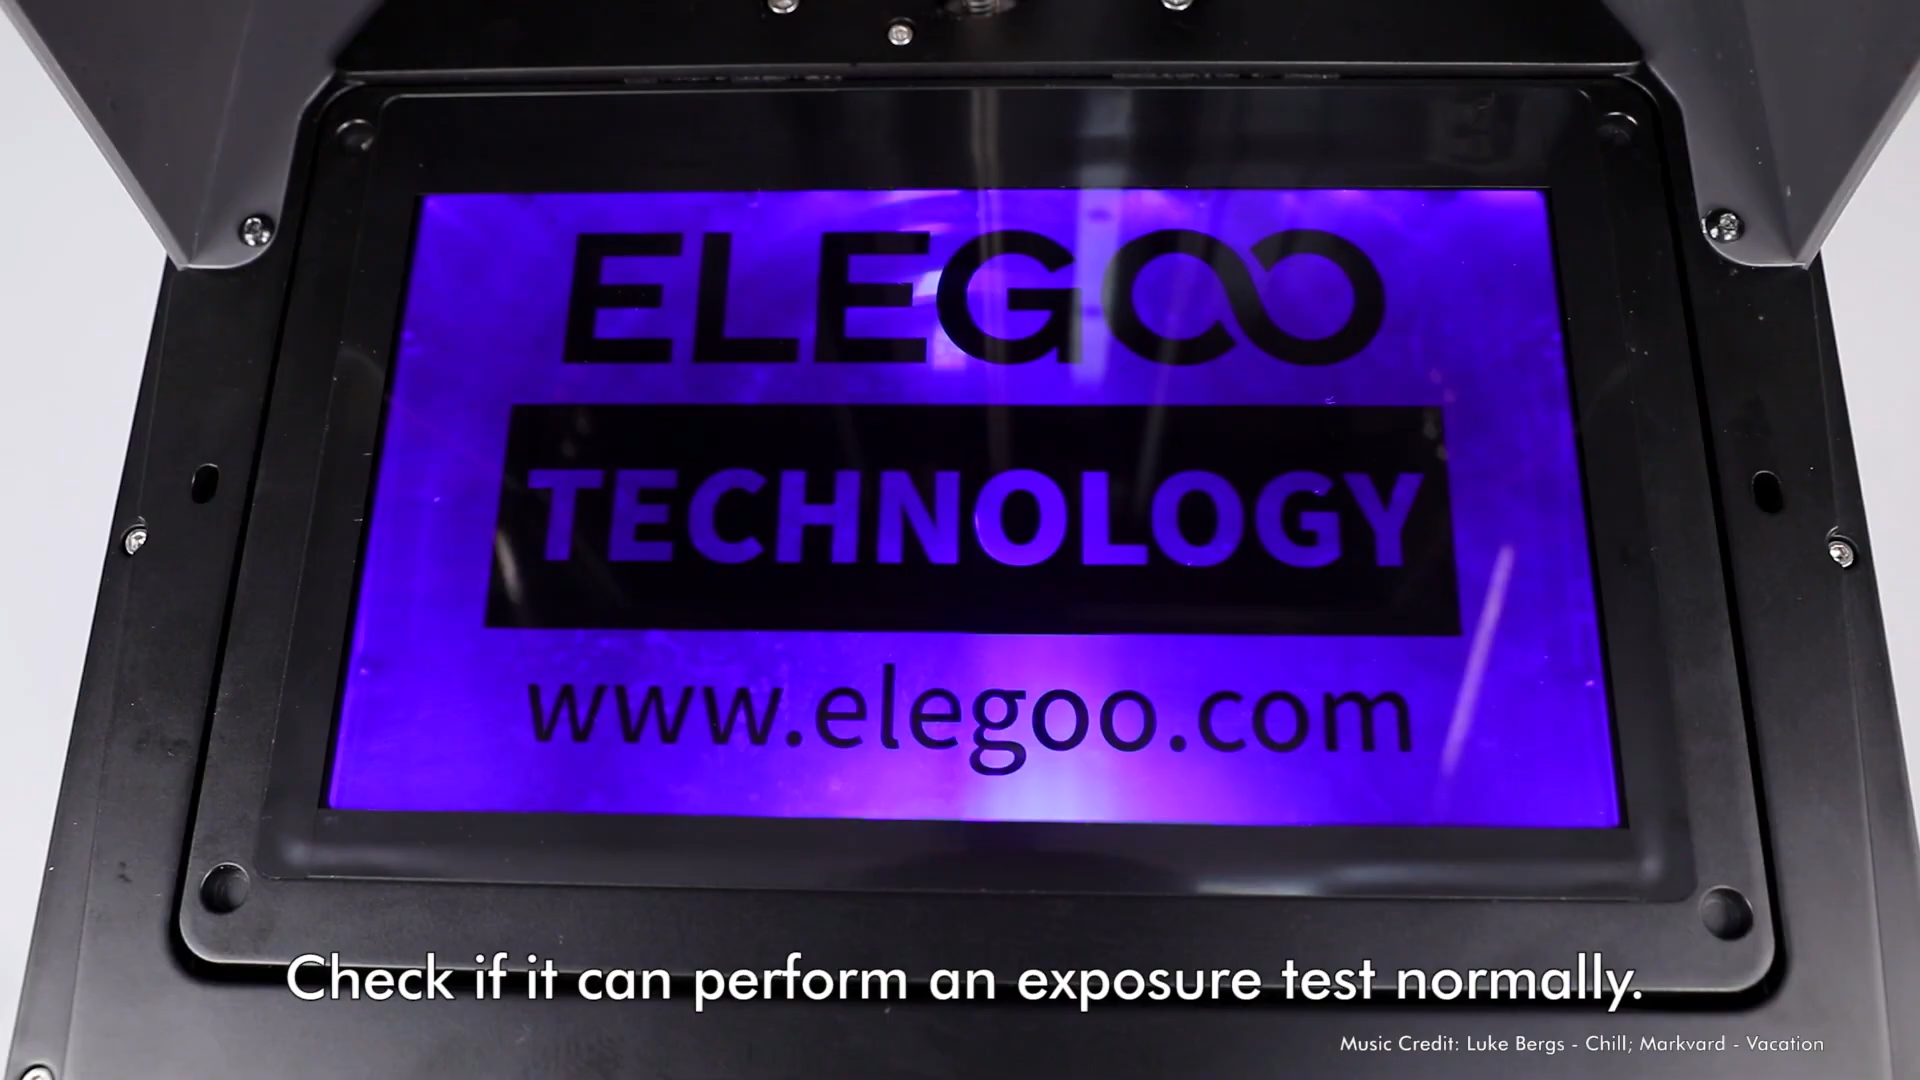 ELEGOO
TECHNOLOGY
www.elegoo.com
Check if it can perform an exposure test normally.
Music Credit: Luke Bergs - Chill; Markvard - Vacation